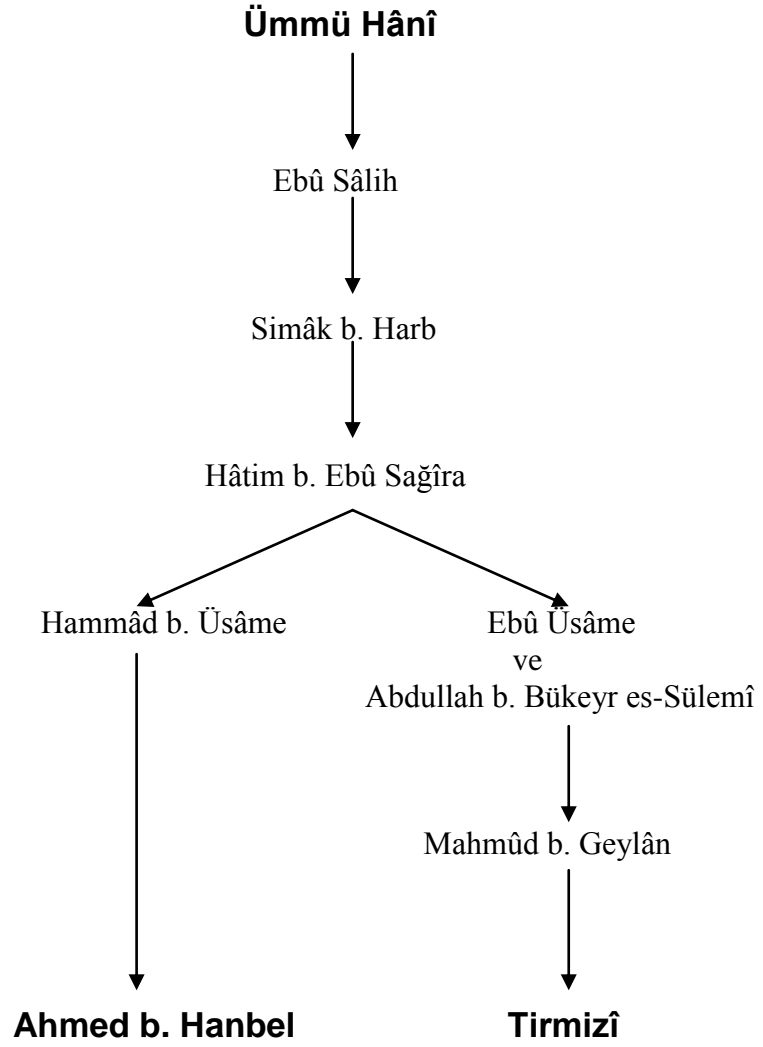 Ümmü Hânî
Ebû Sâlih
Simâk b. Harb
Hâtim b. Ebû Sağîra
Hammâd b. Üsâme
Ebû Üsâme
ve
Abdullah b. Bükeyr es-Sülemî
Mahmûd b. Geylân
Ahmed b. Hanbel
Tirmizî